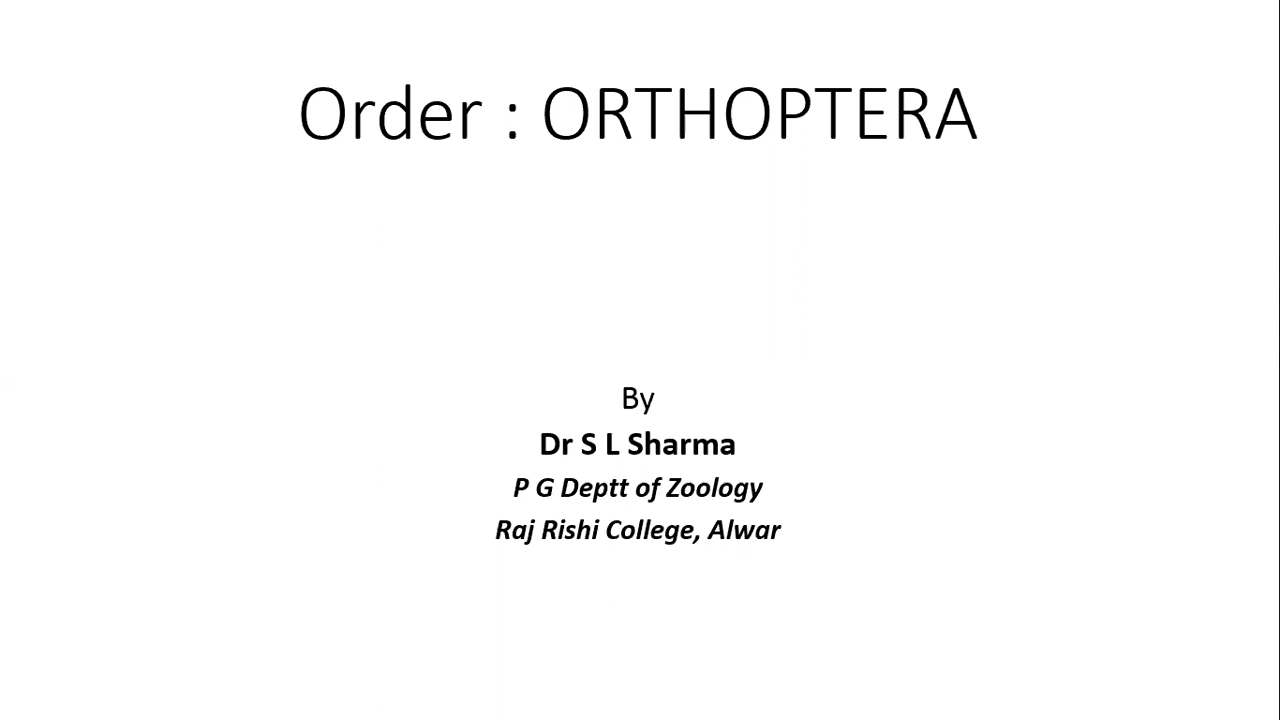 Order : ORTHOPTERA
By
Dr S L Sharma
P G Deptt of Zoology
Raj Rishi College, Alwar